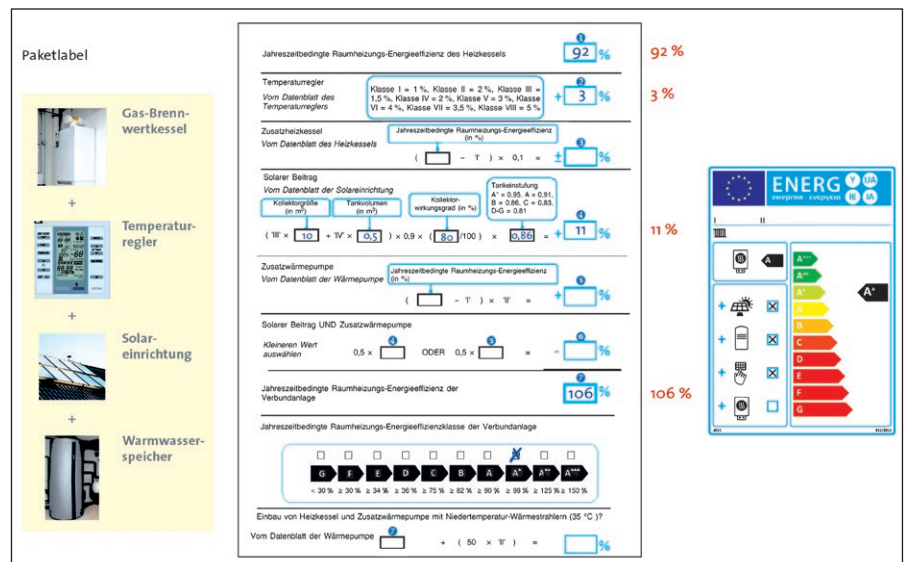 Paketlabel
Gas-Brenn-
wertkessel
+
Temperatur-
regler
+
Solar-
einrichtung
+
Warmwasser-
speicher
1
Jahreszeitbedingte Raumheizungs-Energieeffizienz des Heizkessels
92 %
92 %
Temperaturregler
Vom Datenblatt des
Temperaturreglers
Klasse I = 1 %, Klasse II = 2 %, Klasse III =
1,5 %, Klasse IV = 2 %, Klasse V = 3 %, Klasse
VI = 4 %, Klasse VII = 3,5 %, Klasse VIII = 5 %
2
+ 3 %
3 %
Zusatzheizkessel
Vom Datenblatt des Heizkessels
Jahreszeitbedingte Raumheizungs-Energieeffizienz
(in %)
3
( - 'I' ) × 0,1 = ± %
Solarer Beitrag
Vom Datenblatt der Solareinrichtung
Kollektorgröße
(in m²)
Tankvolumen
(in m³)
Kollektor-
wirkungsgrad (in %)
Tankeinstufung
A⁺ = 0,95, A = 0,91,
B = 0,86, C = 0,83,
D-G = 0,81
4
( 'III' × 10 + 'IV' × 0,5 ) × 0,9 × ( 80 /100 ) × 0,86 = + 11 %
11 %
Zusatzwärmepumpe
Vom Datenblatt der Wärmepumpe
Jahreszeitbedingte Raumheizungs-Energieeffizienz
(in %)
5
( - 'I' ) × 'II' = + %
Solarer Beitrag UND Zusatzwärmepumpe
Kleineren Wert
auswählen
4
5
6
0,5 × ODER 0,5 × = - %
7
Jahreszeitbedingte Raumheizungs-Energieeffizienz der
Verbundanlage
106 %
106 %
Jahreszeitbedingte Raumheizungs-Energieeffizienzklasse der Verbundanlage
G F E D C B A A⁺ A⁺⁺ A⁺⁺⁺
< 30 % ≥ 30 % ≥ 34 % ≥ 36 % ≥ 75 % ≥ 82 % ≥ 90 % ≥ 98 % ≥ 125 % ≥ 150 %
Einbau von Heizkessel und Zusatzwärmepumpe mit Niedertemperatur-Wärmestrahlern (35 °C )?
7
Vom Datenblatt der Wärmepumpe + ( 50 × 'II' ) = %
ENERG Y UA
енергия · ενεργεια IE IA
I II
A
A⁺⁺⁺
A⁺⁺
A⁺
A
B
C
D
E
F
G
A⁺
+
+
+
+